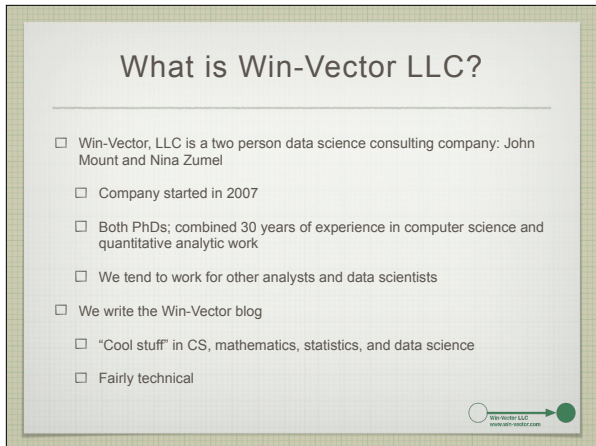 What is Win-Vector LLC?
Win-Vector, LLC is a two person data science consulting company: John
Mount and Nina Zumel
Company started in 2007
Both PhDs; combined 30 years of experience in computer science and
quantitative analytic work
We tend to work for other analysts and data scientists
We write the Win-Vector blog
“Cool stuff” in CS, mathematics, statistics, and data science
Fairly technical
Win-Vector LLC
www.win-vector.com